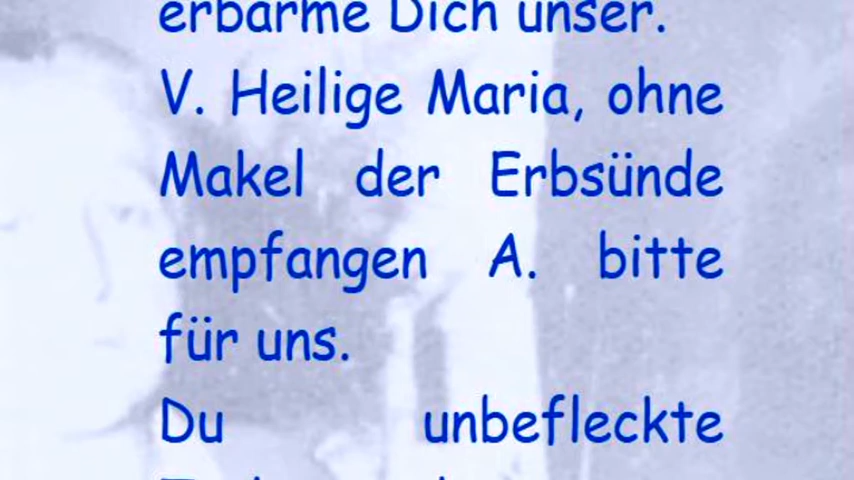 erbarme Dich unser.
V. Heilige Maria, ohne
Makel der Erbsünde
empfangen A. bitte
für uns.
Du unbefleckte